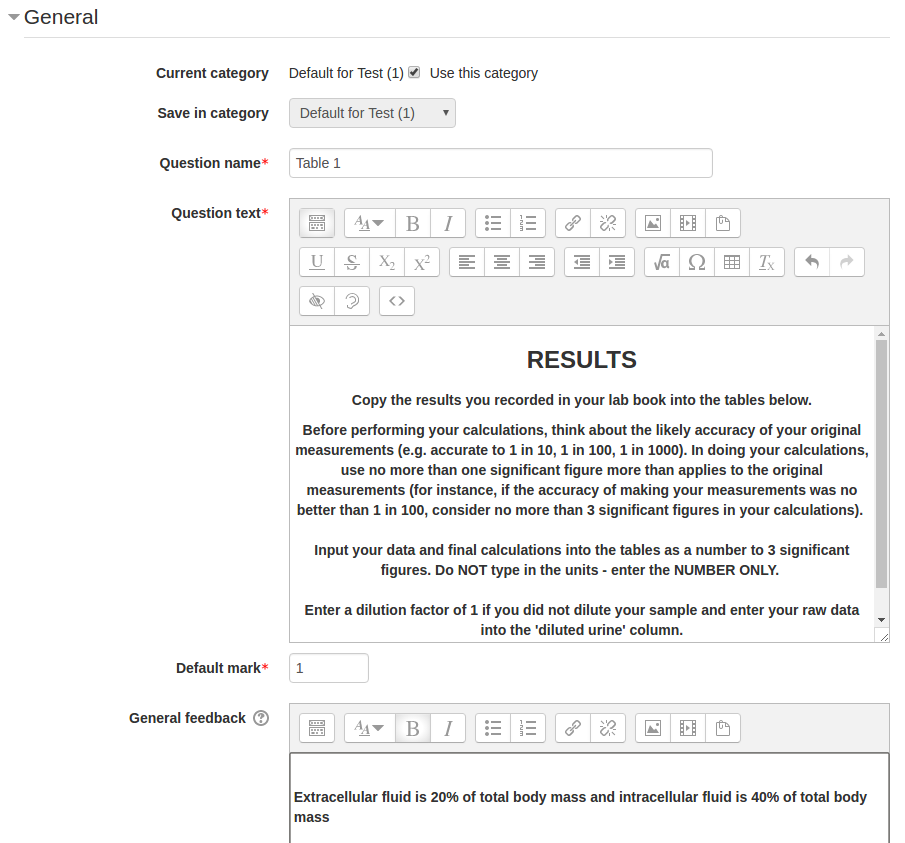 General
Current category Default for Test (1) Use this category
Save in category Default for Test (1)
Question name* Table 1
Question text*
RESULTS
Copy the results you recorded in your lab book into the tables below.
Before performing your calculations, think about the likely accuracy of your original
measurements (e.g. accurate to 1 in 10, 1 in 100, 1 in 1000). In doing your calculations,
use no more than one significant figure more than applies to the original
measurements (for instance, if the accuracy of making your measurements was no
better than 1 in 100, consider no more than 3 significant figures in your calculations).
Input your data and final calculations into the tables as a number to 3 significant
figures. Do NOT type in the units - enter the NUMBER ONLY.
Enter a dilution factor of 1 if you did not dilute your sample and enter your raw data
into the 'diluted urine' column.
Default mark* 1
General feedback
Extracellular fluid is 20% of total body mass and intracellular fluid is 40% of total body
mass